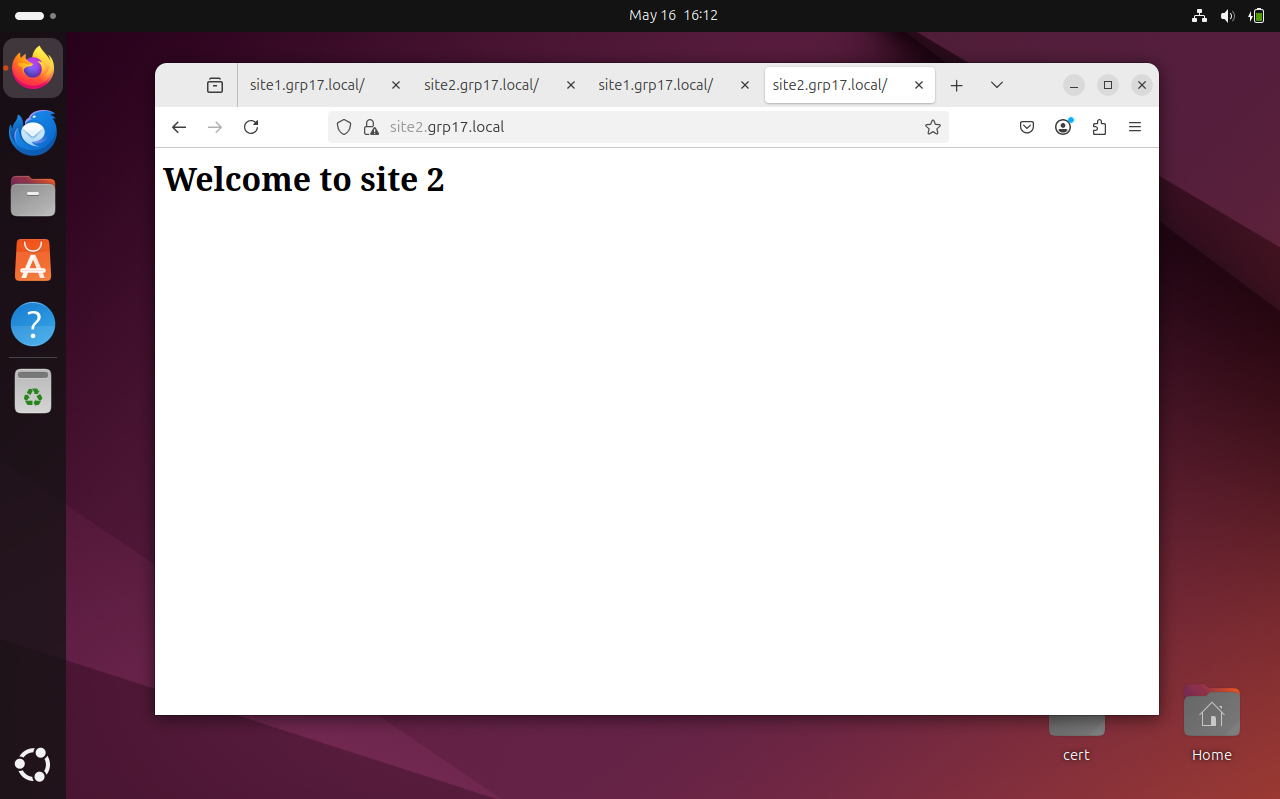 May 16 16:12
site1.grp17.local/
site2.grp17.local/
site1.grp17.local/
site2.grp17.local/
site2.grp17.local
Welcome to site 2
cert
Home